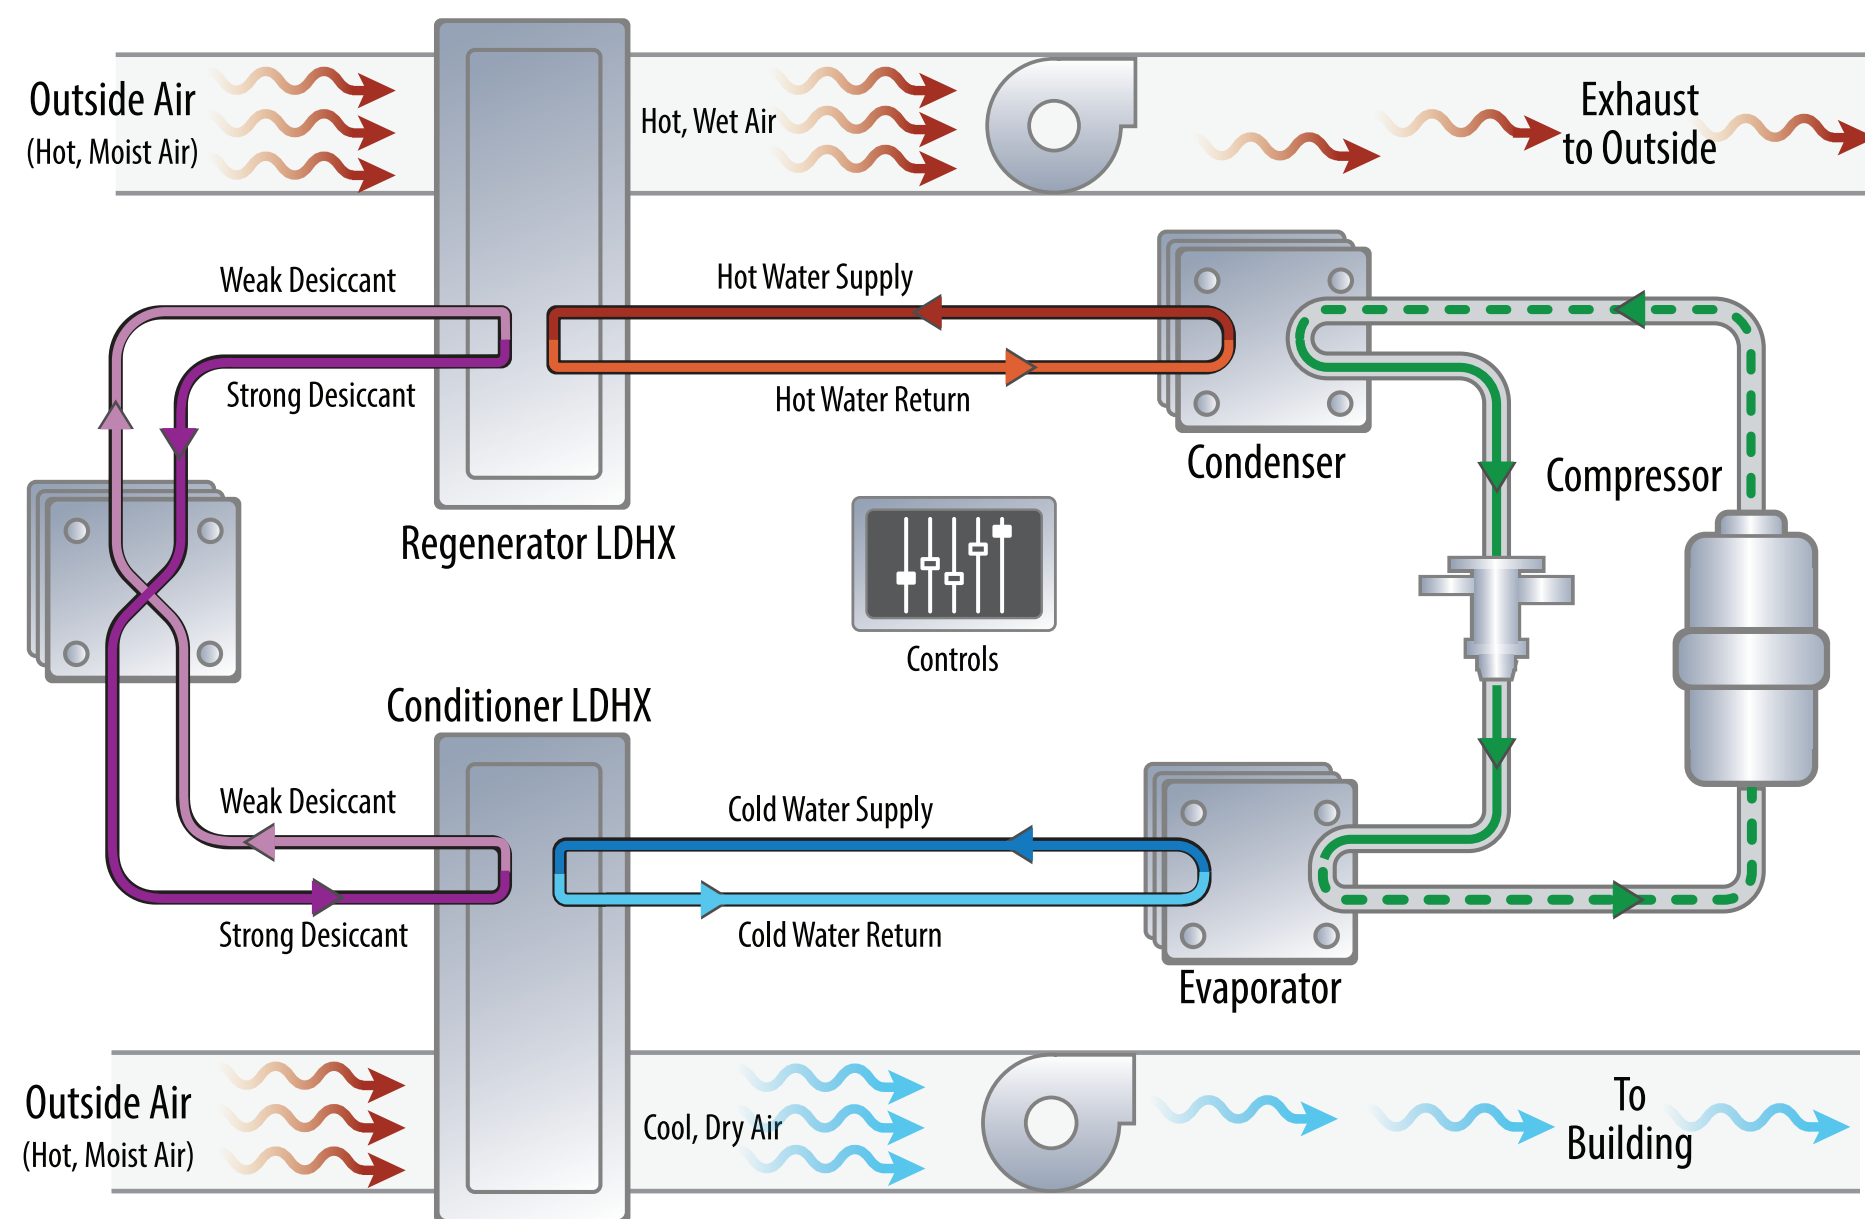 Outside Air
(Hot, Moist Air)
Hot, Wet Air
Exhaust
to Outside
Weak Desiccant
Hot Water Supply
Strong Desiccant
Hot Water Return
Condenser
Compressor
Regenerator LDHX
Controls
Conditioner LDHX
Weak Desiccant
Cold Water Supply
Strong Desiccant
Cold Water Return
Evaporator
Outside Air
(Hot, Moist Air)
Cool, Dry Air
To
Building